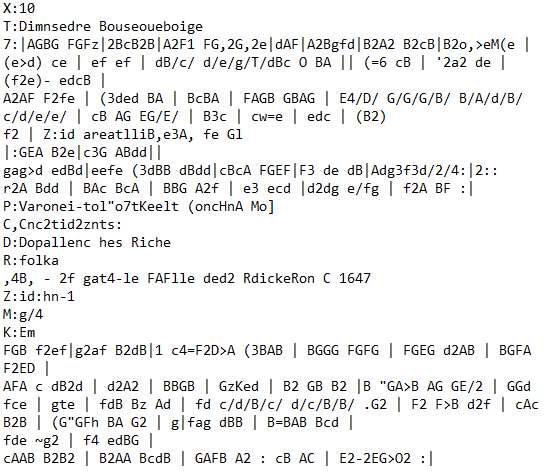 X:10
T:Dimnsedre Bouseoueboige
7:|AGBG FGFz|2BcB2B|A2F1 FG,2G,2e|dAF|A2Bgfd|B2A2 B2cB|B2o,>eM(e |
(e>d) ce | ef ef | dB/c/ d/e/g/T/dBc O BA || (=6 cB | '2a2 de |
(f2e)- edcB |
A2AF F2fe | (3ded BA | BcBA | FAGB GBAG | E4/D/ G/G/G/B/ B/A/d/B/
c/d/e/e/ | cB AG EG/E/ | B3c | cw=e | edc | (B2)
f2 | Z:id areatlliB,e3A, fe Gl
|:GEA B2e|c3G ABdd||
gag>d edBd|eefe (3dBB dBdd|cBcA FGEF|F3 de dB|Adg3f3d/2/4:|2::
r2A Bdd | BAc BcA | BBG A2f | e3 ecd |d2dg e/fg | f2A BF :|
P:Varonei-tol"o7tKeelt (oncHnA Mo]
C,Cnc2tid2znts:
D:Dopallenc hes Riche
R:folka
,4B, - 2f gat4-le FAFlle ded2 RdickeRon C 1647
Z:id:hn-1
M:g/4
K:Em
FGB f2ef|g2af B2dB|1 c4=F2D>A (3BAB | BGGG FGFG | FGEG d2AB | BGFA
F2ED |
AFA c dB2d | d2A2 | BBGB | GzKed | B2 GB B2 |B "GA>B AG GE/2 | GGd
fce | gte | fdB Bz Ad | fd c/d/B/c/ d/c/B/B/ .G2 | F2 F>B d2f | cAc
B2B | (G"GFh BA G2 | g|fag dBB | B=BAB Bcd |
fde ~g2 | f4 edBG |
cAAB B2B2 | B2AA BcdB | GAFB A2 : cB AC | E2-2EG>O2 :|